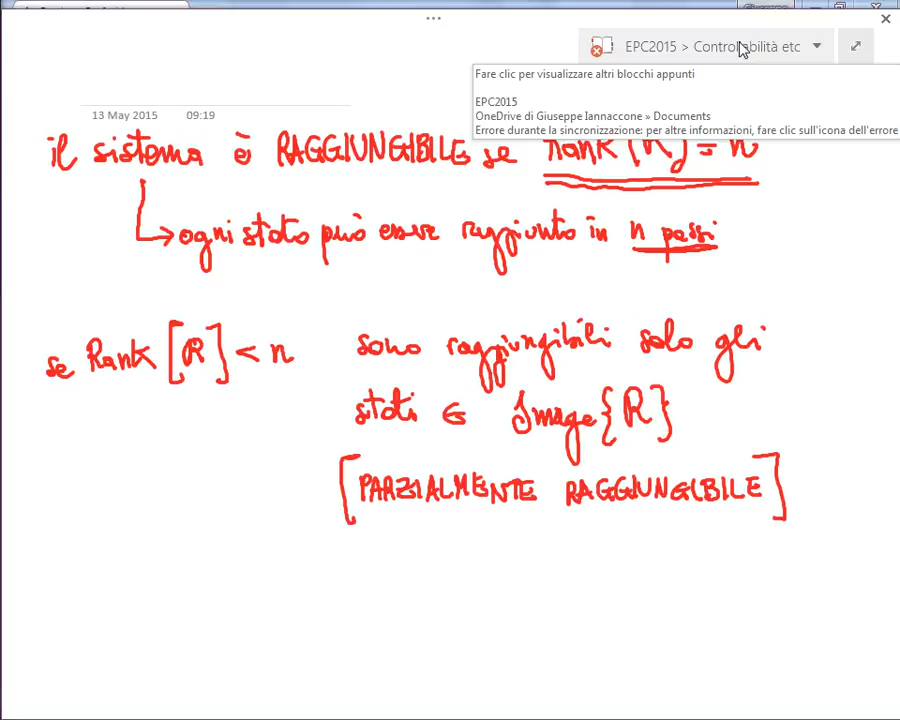 EPC2015 > Controllabilità etc
Fare clic per visualizzare altri blocchi appunti
EPC2015
OneDrive di Giuseppe Iannaccone » Documents
Errore durante la sincronizzazione: per altre informazioni, fare clic sull'icona dell'errore
13 May 2015 09:19
il sistema è RAGGIUNGIBILE se Rank(R) = n
ogni stato può essere raggiunto in n passi
se Rank [R] < n sono raggiungibili solo gli
stati ∈ Image{R}
[PARZIALMENTE RAGGIUNGIBILE]